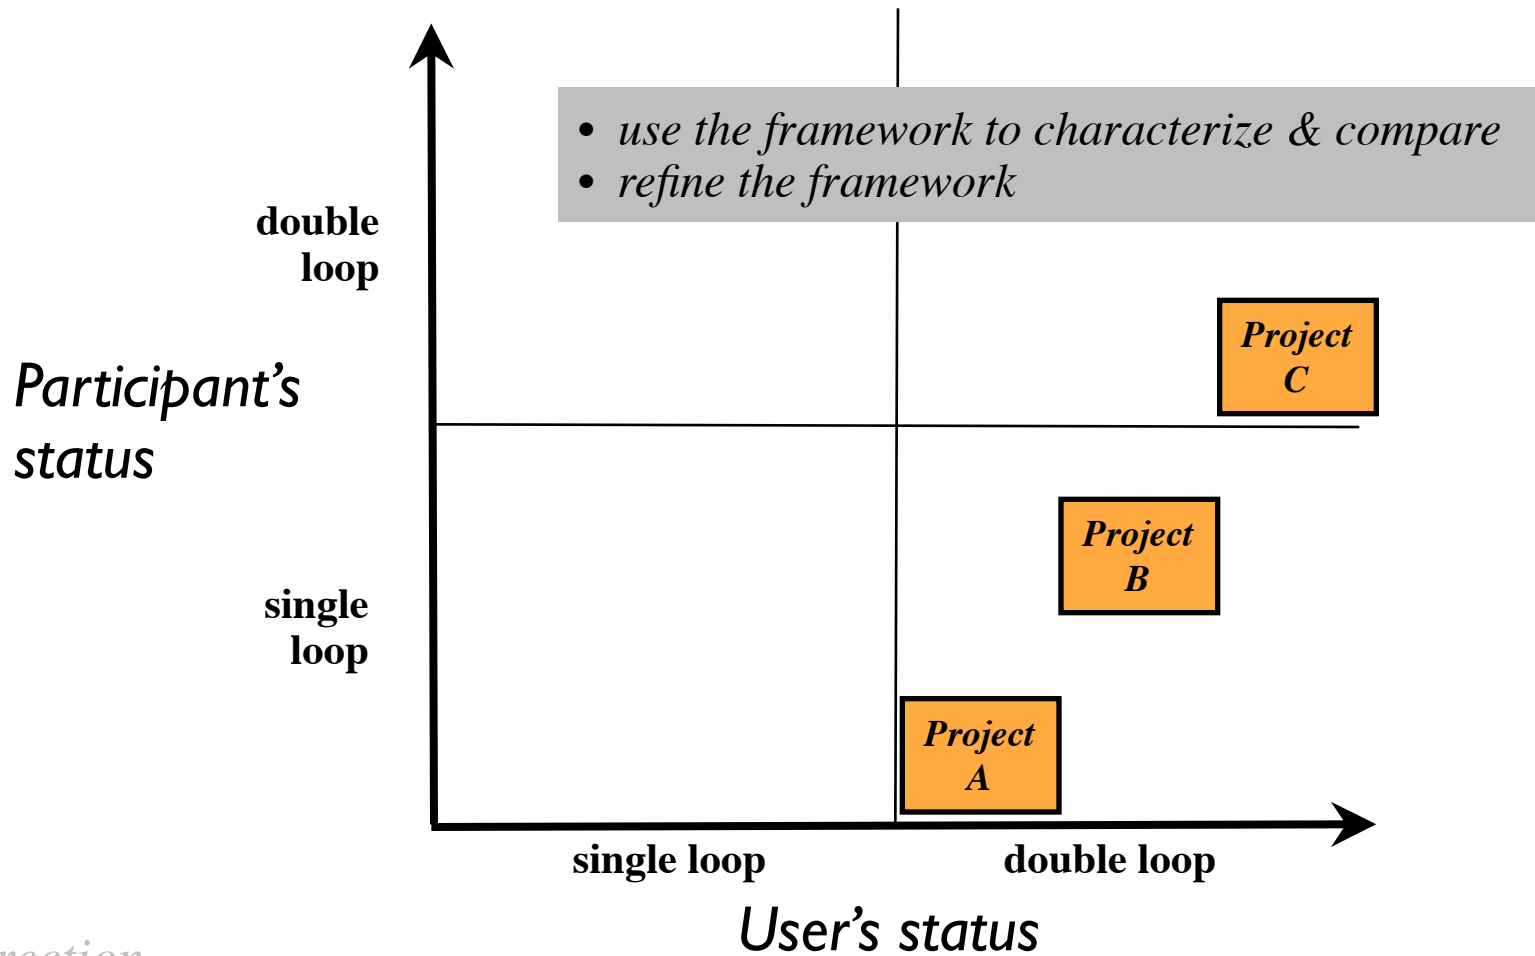 • use the framework to characterize & compare
• refine the framework
double
loop
Project
C
Participant's
status
Project
B
single
loop
Project
A
single loop
double loop
User's status